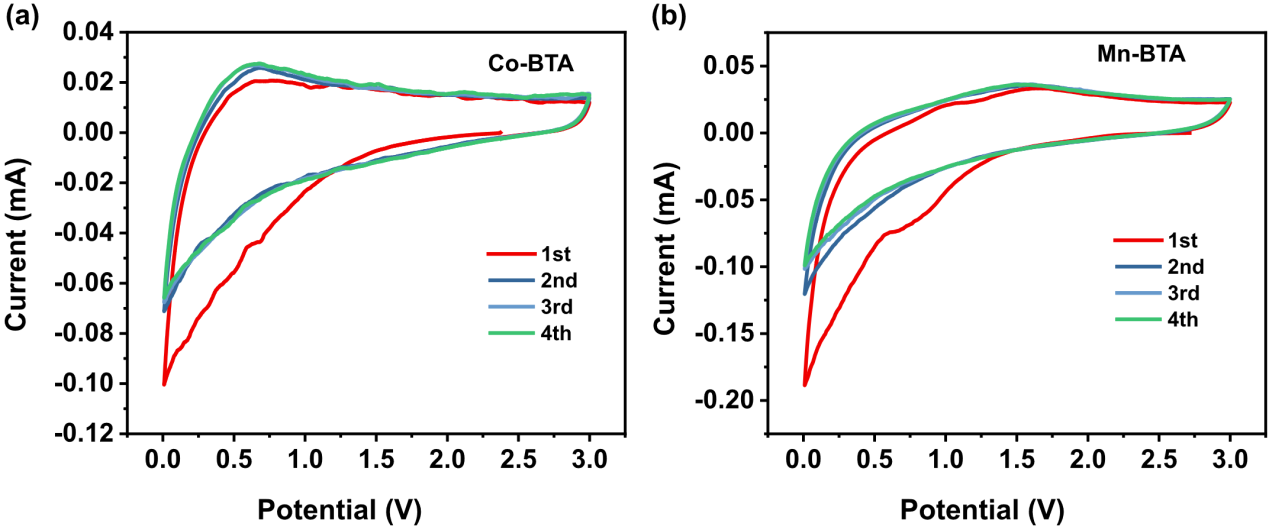 (a)
Co-BTA
Current (mA)
0.04
0.02
0.00
-0.02
-0.04
-0.06
-0.08
-0.10
-0.12
1st
2nd
3rd
4th
0.0 0.5 1.0 1.5 2.0 2.5 3.0
Potential (V)
(b)
Mn-BTA
Current (mA)
0.05
0.00
-0.05
-0.10
-0.15
-0.20
1st
2nd
3rd
4th
0.0 0.5 1.0 1.5 2.0 2.5 3.0
Potential (V)